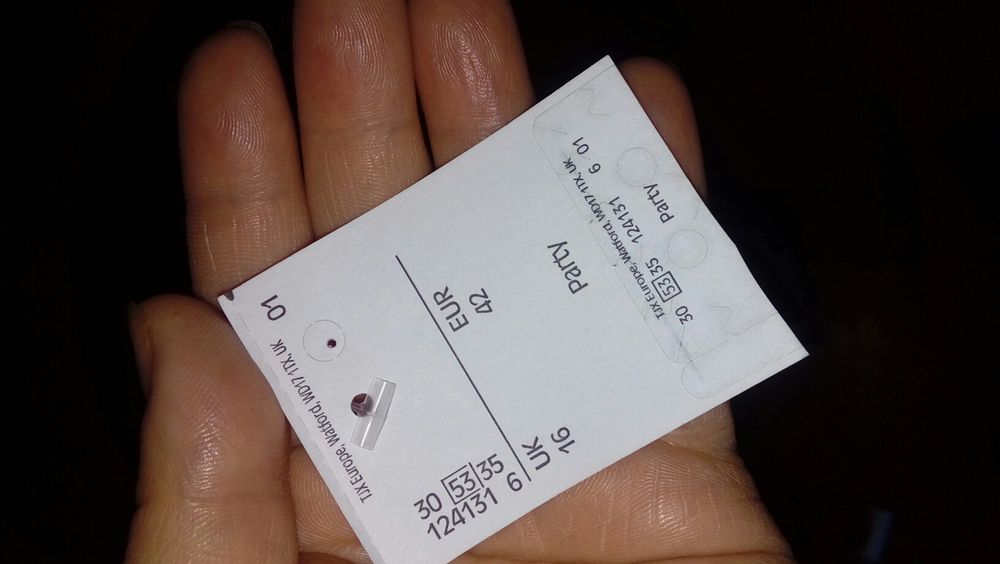 TJX Europe, Watford, WD17 1TX, UK 01
30 53 35
124131 6
UK EUR
16 42
Party
TJX Europe, Watford, WD17 1TX, UK
30 53 35 124131 6 01
Party